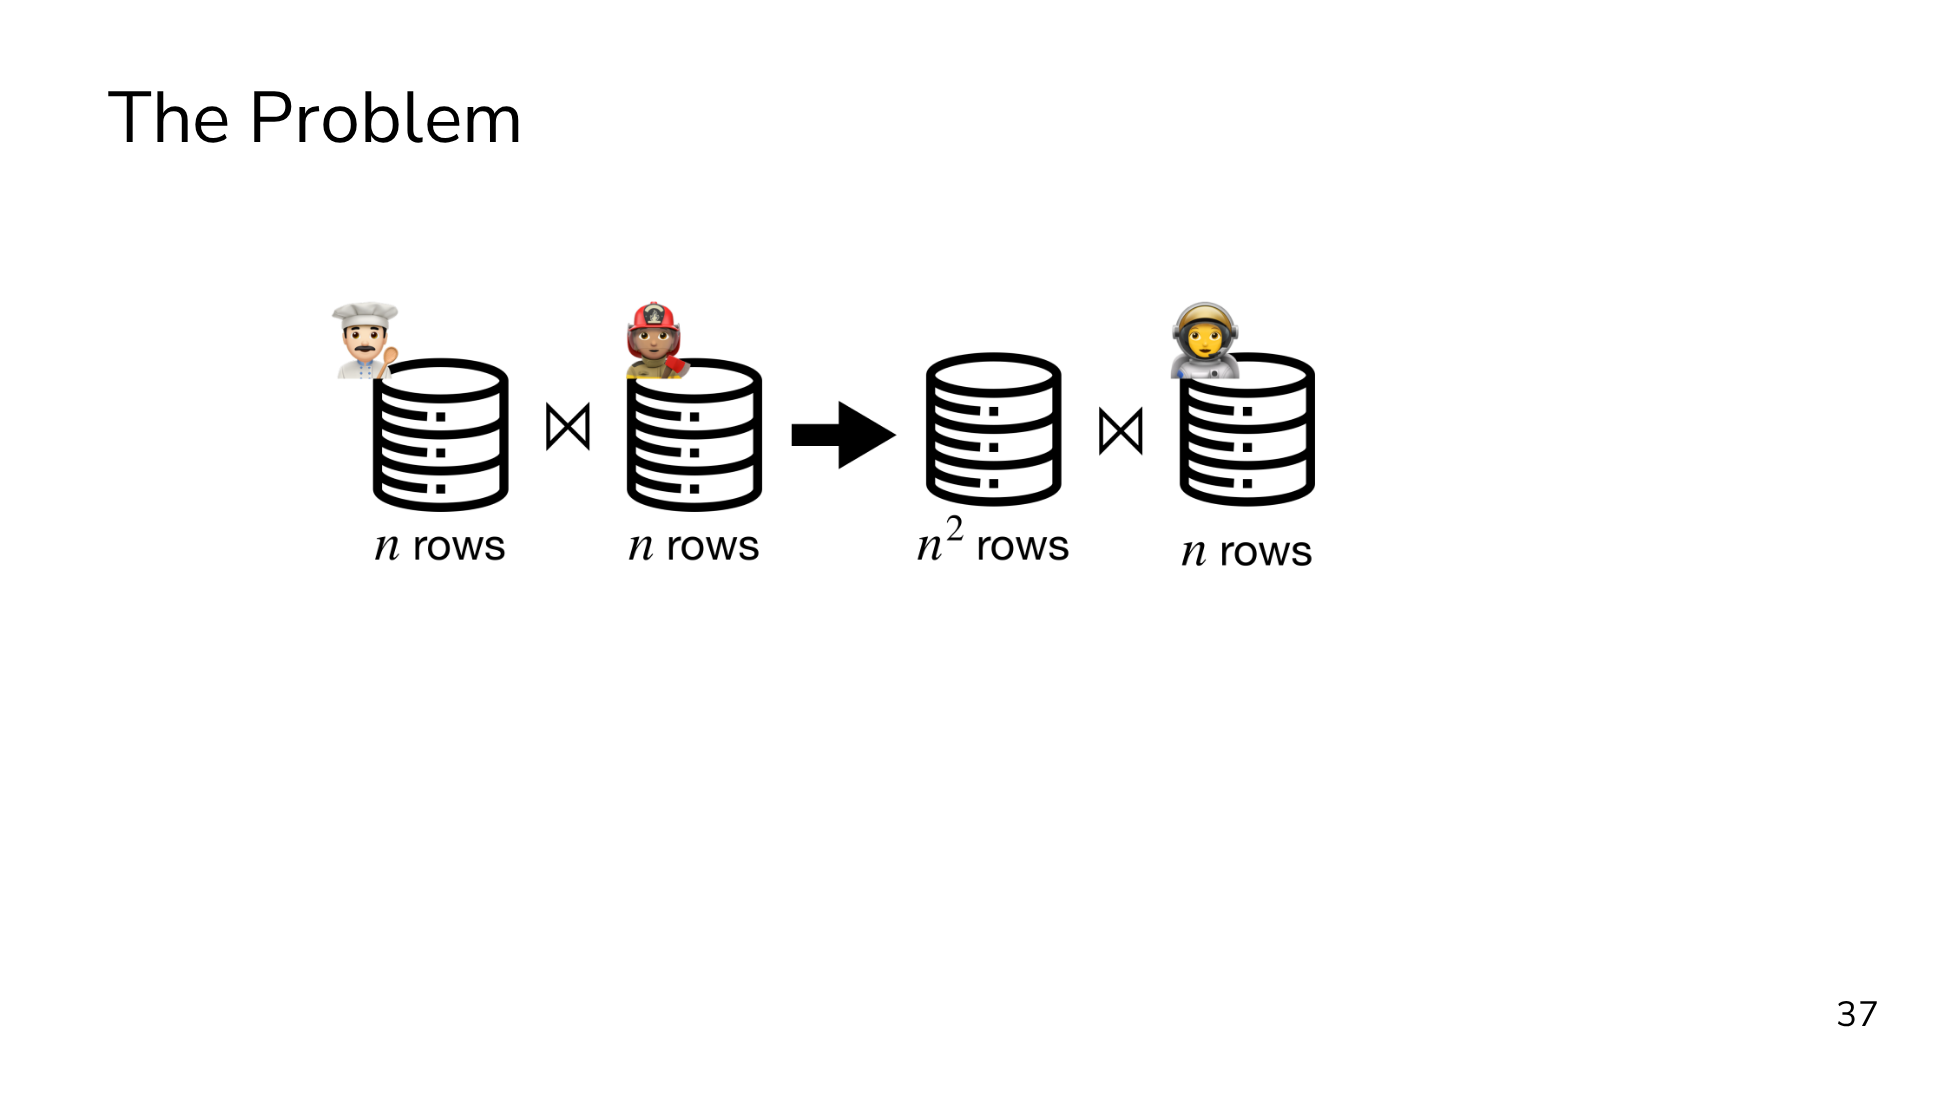 The Problem
⋈ ⋈
n rows n rows n² rows n rows
37